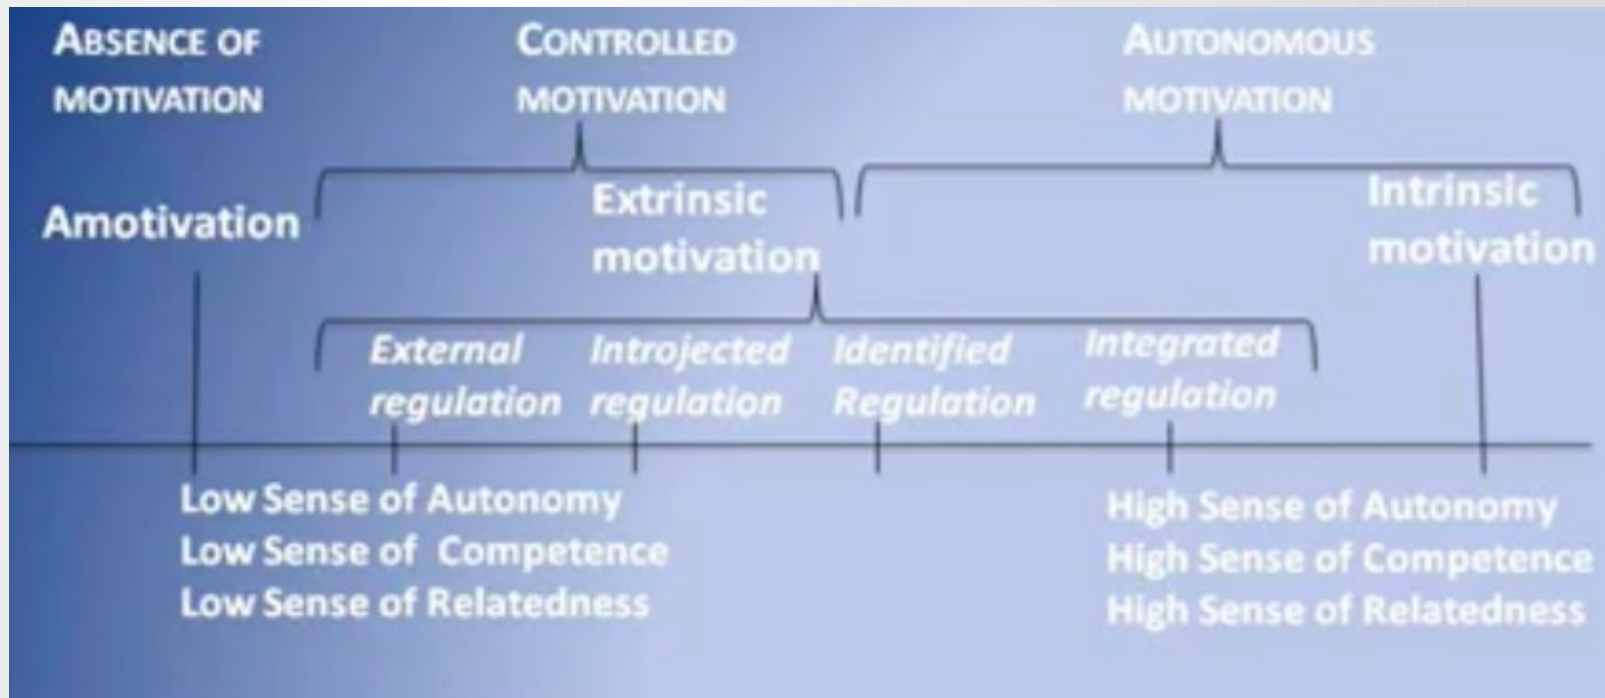 ABSENCE OF
MOTIVATION
CONTROLLED
MOTIVATION
AUTONOMOUS
MOTIVATION
Amotivation
Extrinsic
motivation
Intrinsic
motivation
External
regulation
Introjected
regulation
Identified
Regulation
Integrated
regulation
Low Sense of Autonomy
Low Sense of Competence
Low Sense of Relatedness
High Sense of Autonomy
High Sense of Competence
High Sense of Relatedness